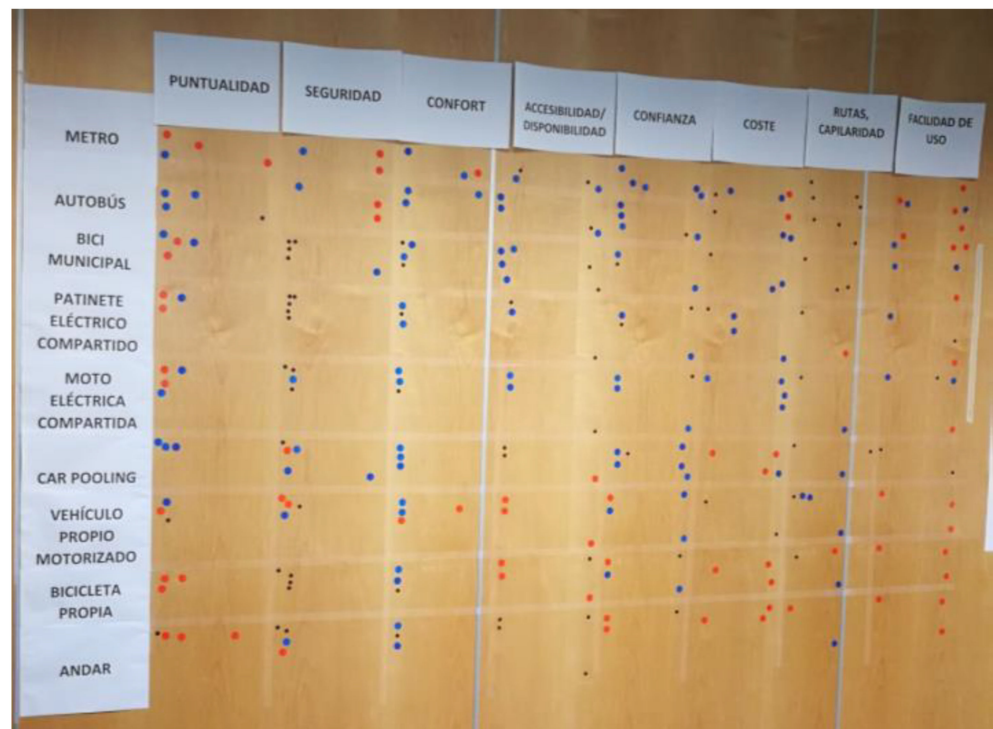 PUNTUALIDAD
SEGURIDAD
CONFORT
ACCESIBILIDAD/
DISPONIBILIDAD
CONFIANZA
COSTE
RUTAS,
CAPILARIDAD
FACILIDAD DE
USO
METRO
AUTOBÚS
BICI
MUNICIPAL
PATINETE
ELÉCTRICO
COMPARTIDO
MOTO
ELÉCTRICA
COMPARTIDA
CAR POOLING
VEHÍCULO
PROPIO
MOTORIZADO
BICICLETA
PROPIA
ANDAR